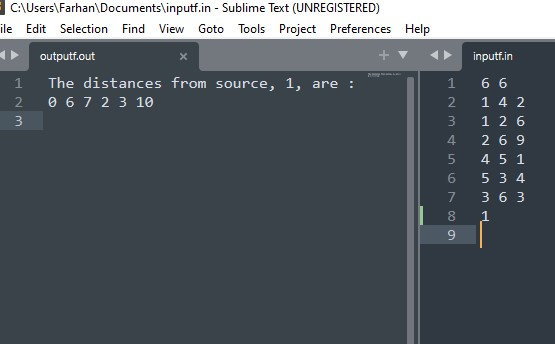 C:\Users\Farhan\Documents\inputf.in - Sublime Text (UNREGISTERED)
ile Edit Selection Find View Goto Tools Project Preferences Help
outputf.out
1 The distances from source, 1, are :
2 0 6 7 2 3 10
3
inputf.in
1 6 6
2 1 4 2
3 1 2 6
4 2 6 9
5 4 5 1
6 5 3 4
7 3 6 3
8 1
9